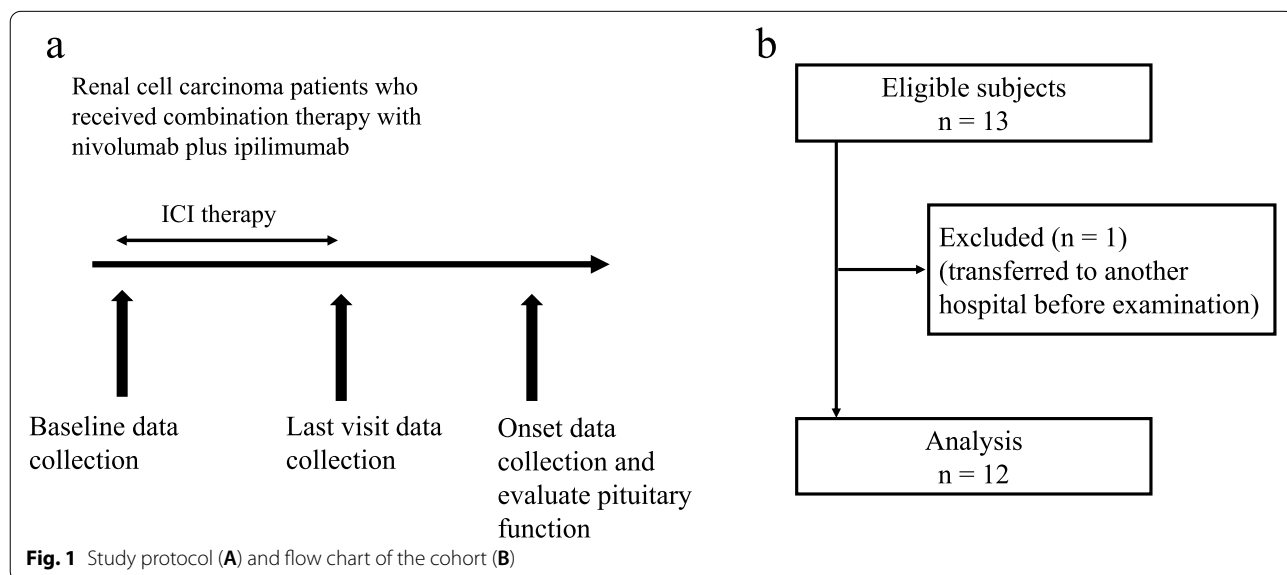 a
Renal cell carcinoma patients who
received combination therapy with
nivolumab plus ipilimumab
ICI therapy
Baseline data
collection
Last visit data
collection
Onset data
collection and
evaluate pituitary
function
b
Eligible subjects
n = 13
Excluded (n = 1)
(transferred to another
hospital before examination)
Analysis
n = 12
Fig. 1 Study protocol (A) and flow chart of the cohort (B)